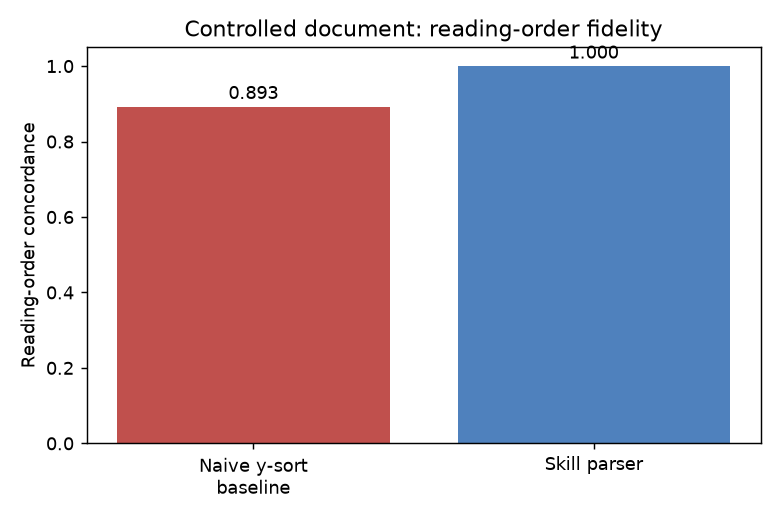 Controlled document: reading-order fidelity
Reading-order concordance
1.0
0.8
0.6
0.4
0.2
0.0
0.893
1.000
Naive y-sort
baseline
Skill parser